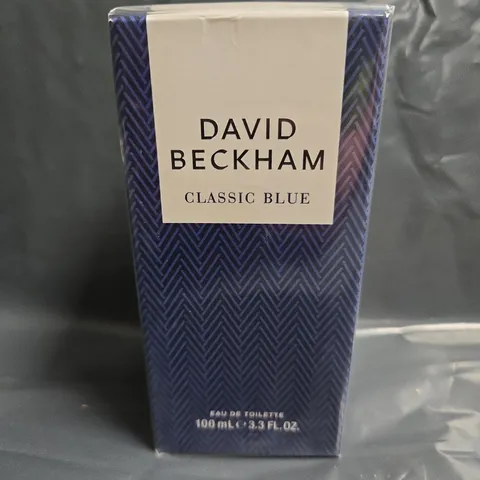 DAVID
BECKHAM
CLASSIC BLUE
EAU DE TOILETTE
100 mL ℮ 3.3 FL.OZ.